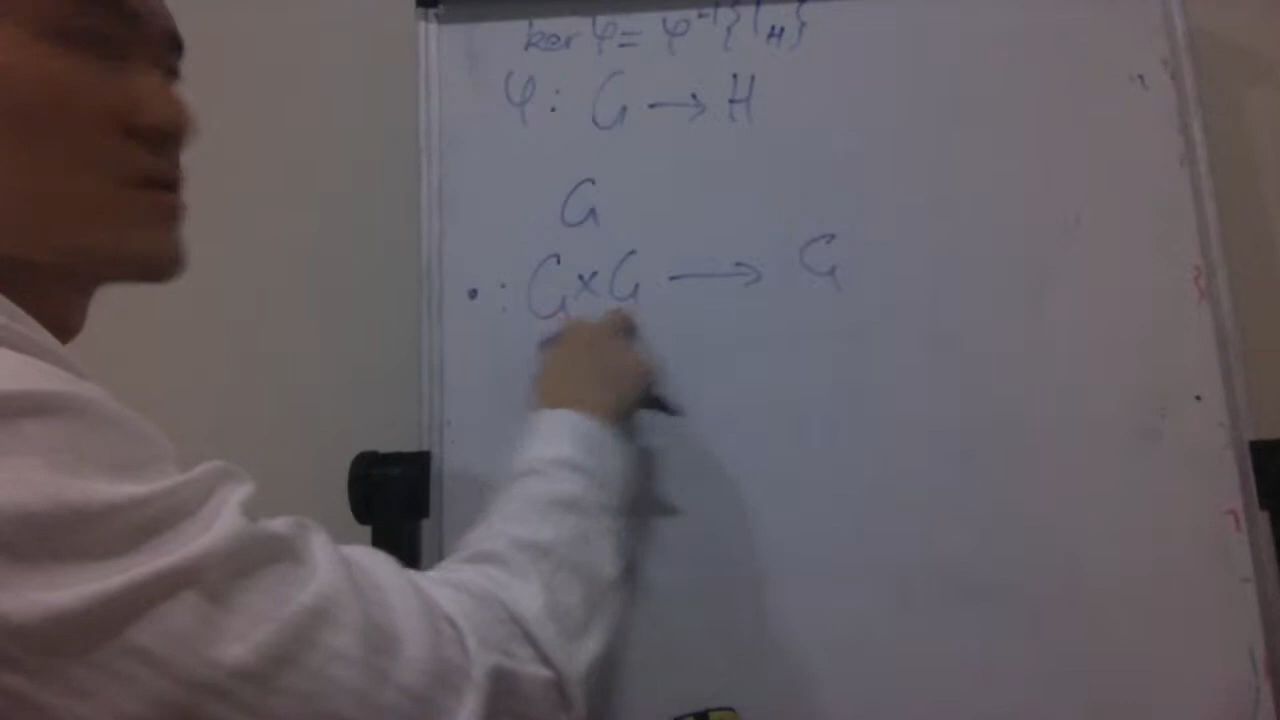 ker φ = φ⁻¹{1_H}
φ: G → H
G
• : G × G → G